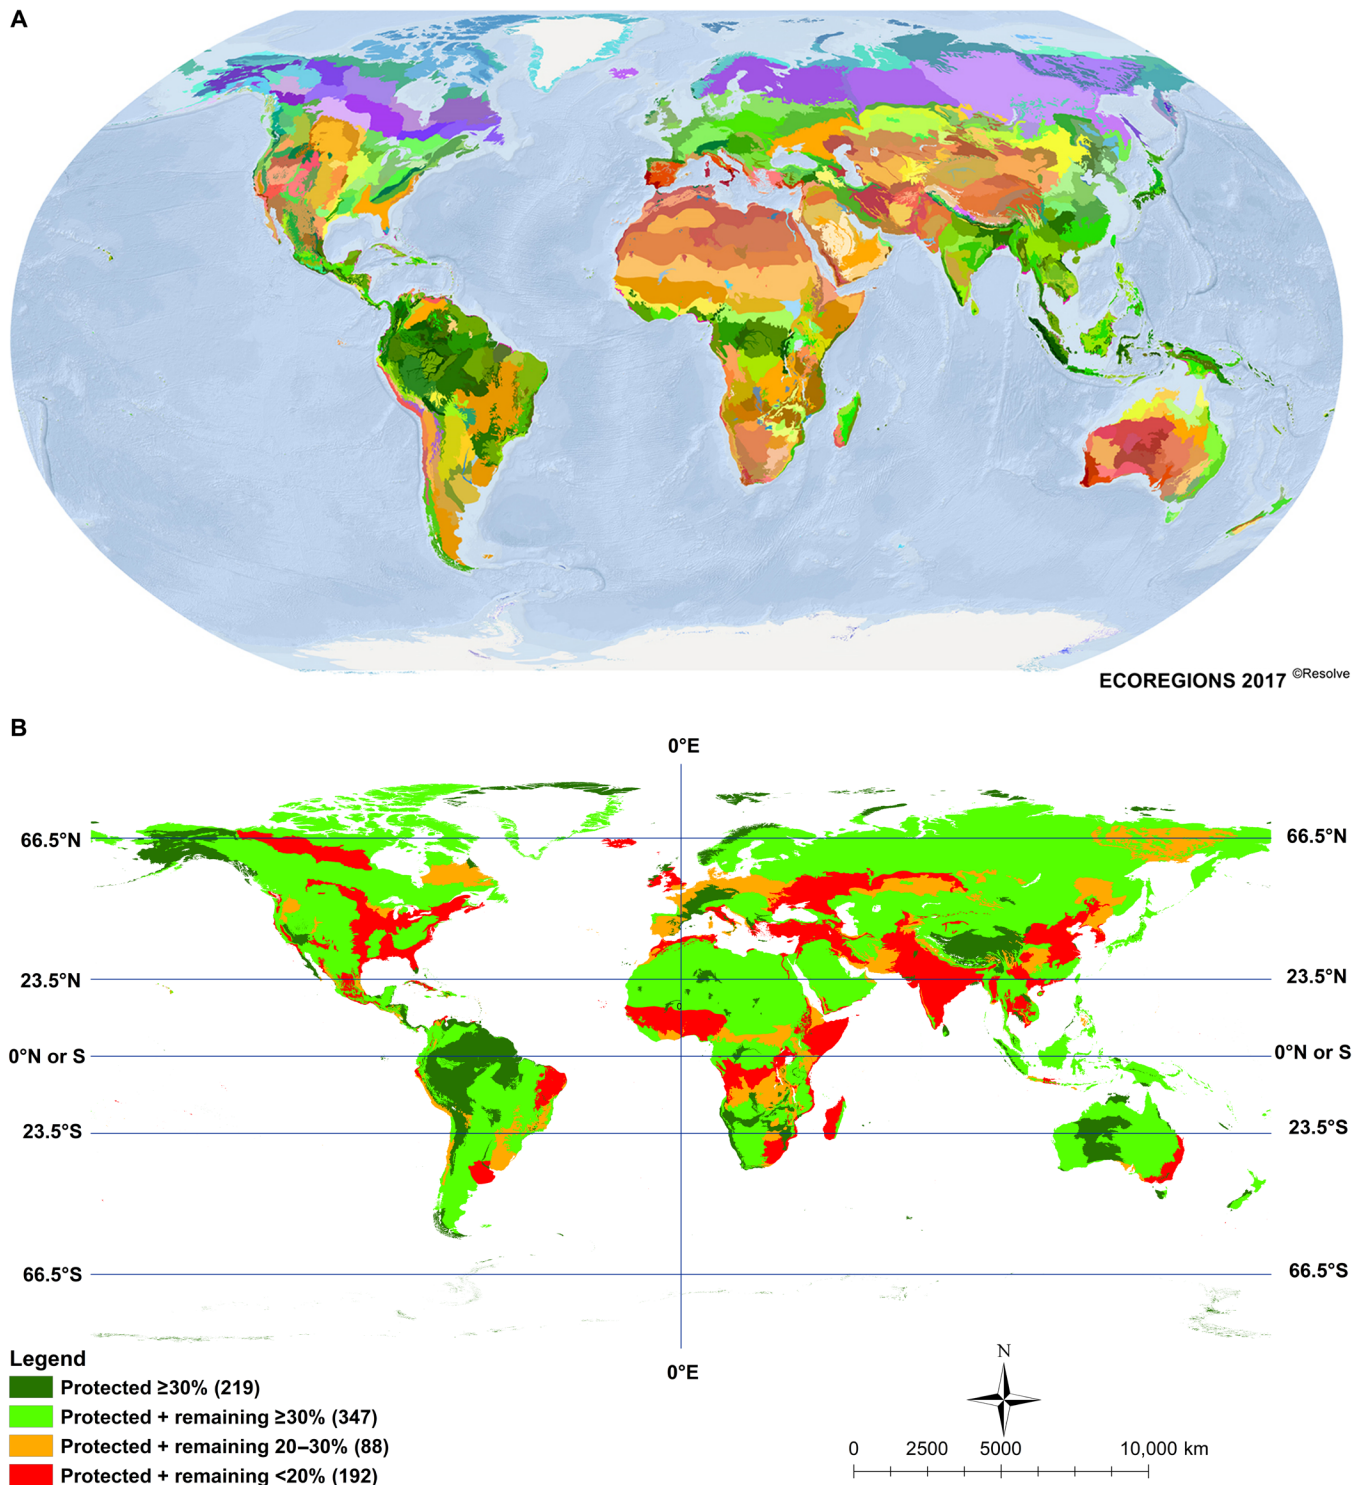 A
ECOREGIONS 2017 ©Resolve
B
0°E
66.5°N 66.5°N
23.5°N 23.5°N
0°N or S 0°N or S
23.5°S 23.5°S
66.5°S 66.5°S
0°E
Legend
Protected ≥30% (219)
Protected + remaining ≥30% (347)
Protected + remaining 20–30% (88)
Protected + remaining <20% (192)
N
0 2500 5000 10,000 km